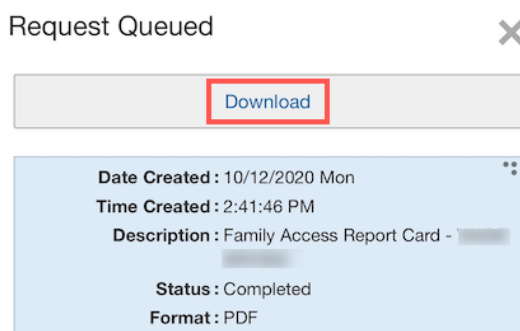 Request Queued
Download
Date Created : 10/12/2020 Mon
Time Created : 2:41:46 PM
Description : Family Access Report Card -
Status : Completed
Format : PDF